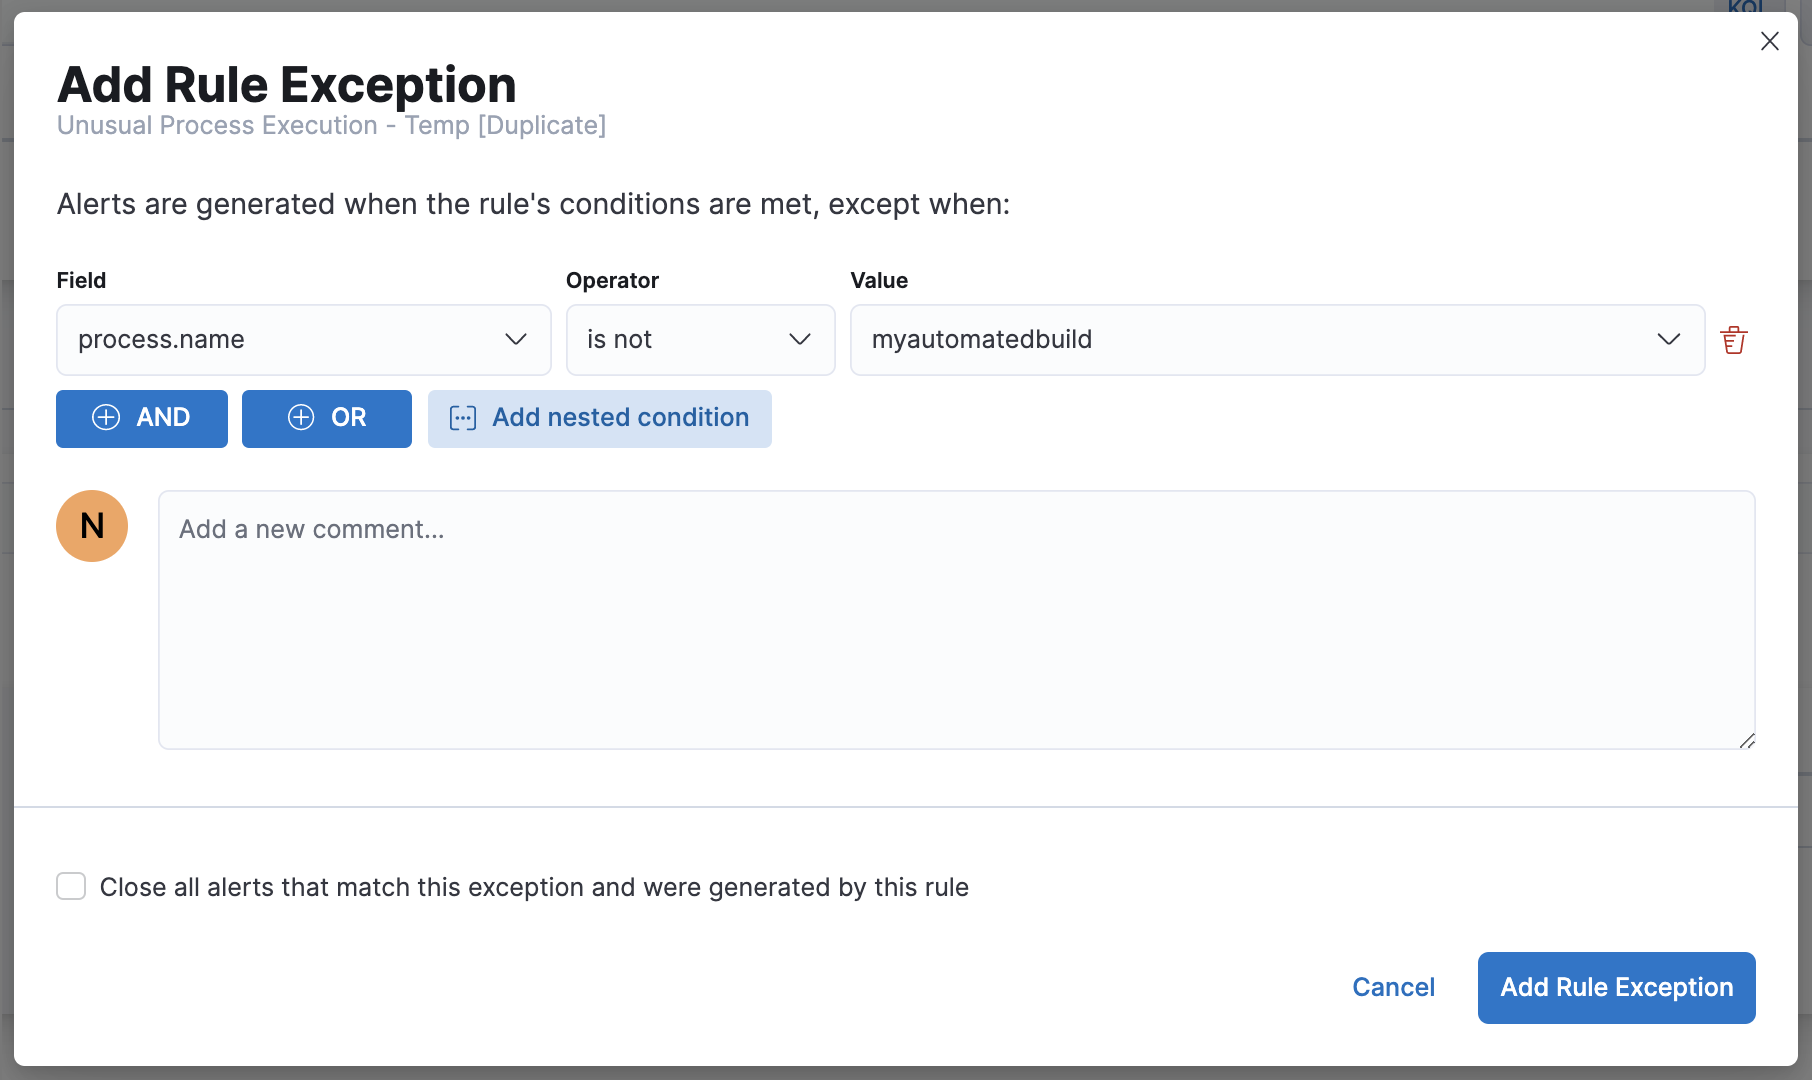 KQL
Add Rule Exception
Unusual Process Execution - Temp [Duplicate]
Alerts are generated when the rule's conditions are met, except when:
Field Operator Value
process.name is not myautomatedbuild
AND OR Add nested condition
N Add a new comment...
Close all alerts that match this exception and were generated by this rule
Cancel Add Rule Exception